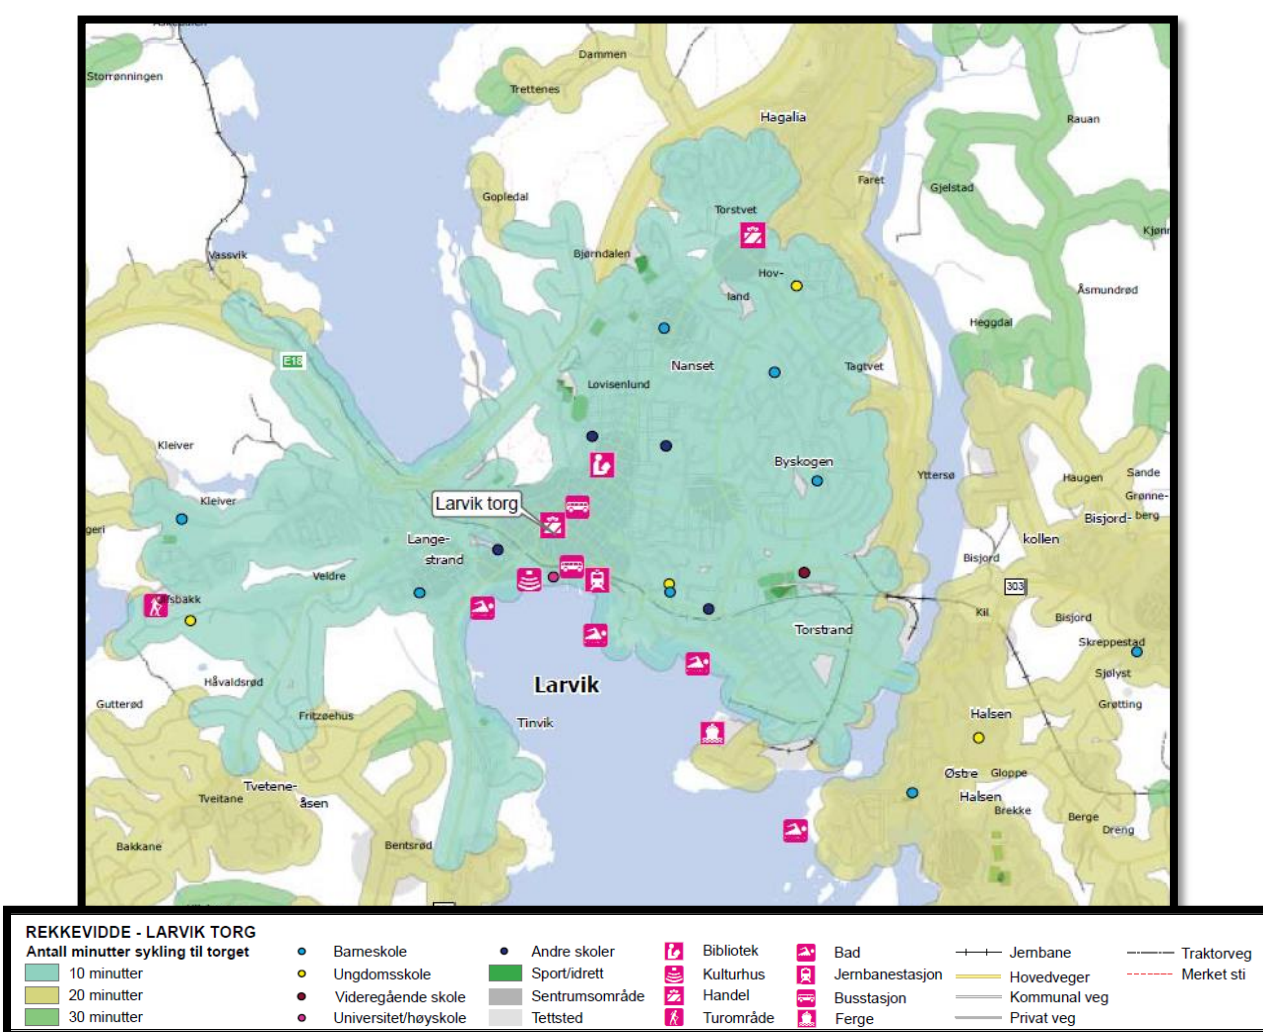 Storrønningen
Dammen
Trettenes
Hagalia
Rauan
Faret
Gjelstad
Gopledal
Torstvet
Bjørndalen
Vassvik
Hov-
land
Åsmundrød
Heggdal
E18
Nanset
Tagtvet
Lovisenlund
Kleiver
Byskogen
Yttersø
Haugen
Sande
Grønne-
berg
Kleiver
Larvik torg
Bisjord-
kollen
Lange-
strand
Bisjord
Veldre
303
Kil
Bisjord
Torstrand
Skreppestad
Sjølyst
Håvaldsrød
Larvik
Gutterød
Fritzøehus
Tinvik
Halsen
Grøtting
Østre
Halsen
Gloppe
Tvetene-
åsen
Tveitane
Brekke
Berge
Dreng
Bakkane
Bentsrød
REKKEVIDDE - LARVIK TORG
Antall minutter sykling til torget
10 minutter
20 minutter
30 minutter
Barneskole
Ungdomsskole
Videregående skole
Universitet/høyskole
Andre skoler
Sport/idrett
Sentrumsområde
Tettsted
Bibliotek
Kulturhus
Handel
Turområde
Bad
Jernbanestasjon
Busstasjon
Ferge
Jernbane
Hovedveger
Kommunal veg
Privat veg
Traktorveg
Merket sti